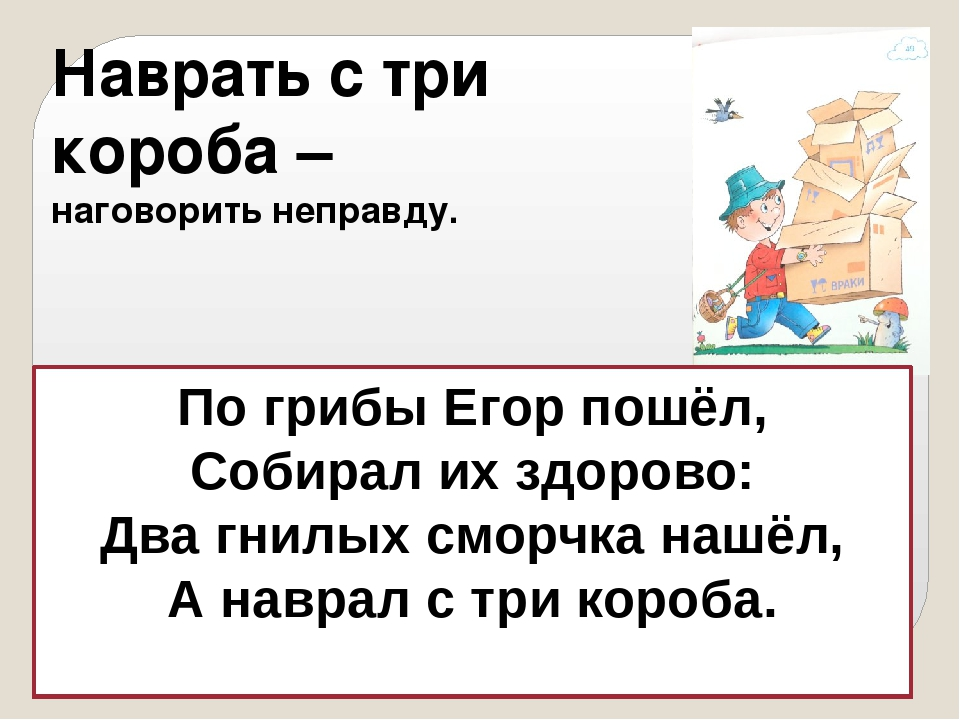 Наврать с три
короба –
наговорить неправду.
49
ВРАКИ
По грибы Егор пошёл,
Собирал их здорово:
Два гнилых сморчка нашёл,
А наврал с три короба.